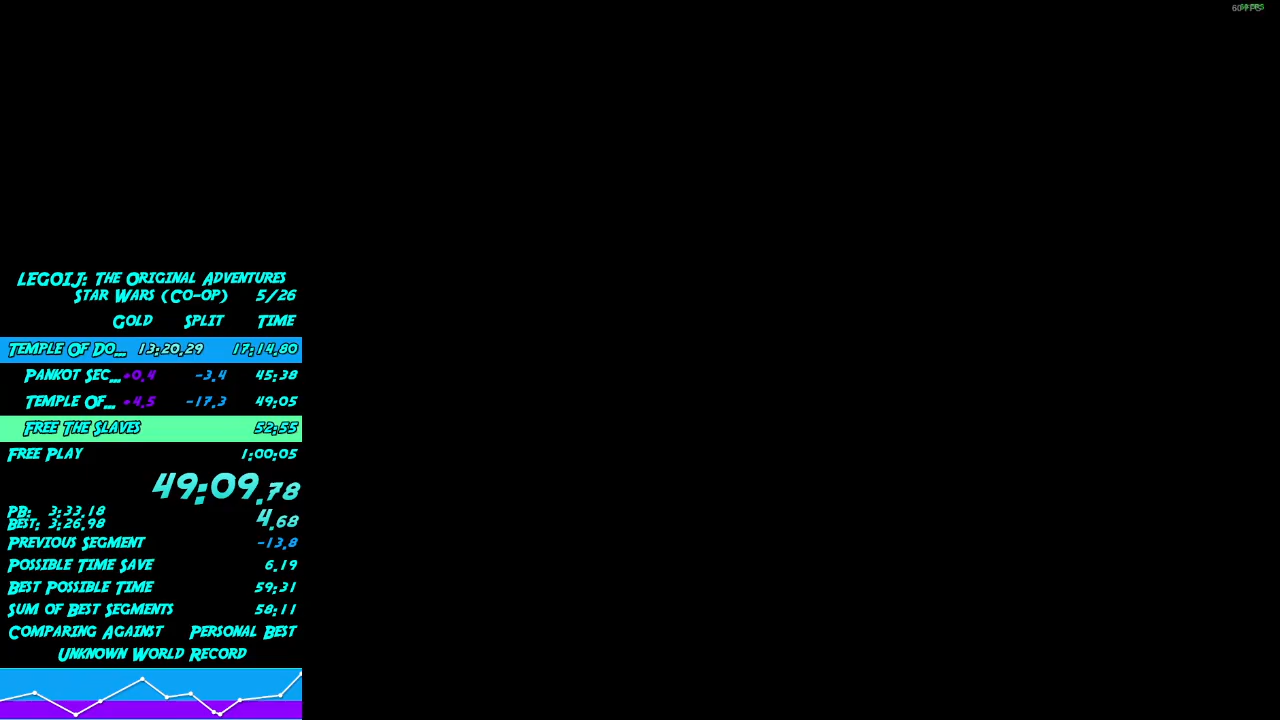 60 FPS
LEGOIJ: The Original Adventures
Star Wars (Co-op) 5/26
Gold Split Time
Temple Of Do... 13:20.29 17:14.80
Pankot Sec... +0.4 -3.4 45:38
Temple Of... +4.5 -17.3 49:05
Free The Slaves 52:55
Free Play 1:00:05
49:09.78
PB: 3:33.18
Best: 3:26.98 4.68
Previous Segment -13.8
Possible Time Save 6.19
Best Possible Time 59:31
Sum of Best Segments 58:11
Comparing Against Personal Best
Unknown World Record